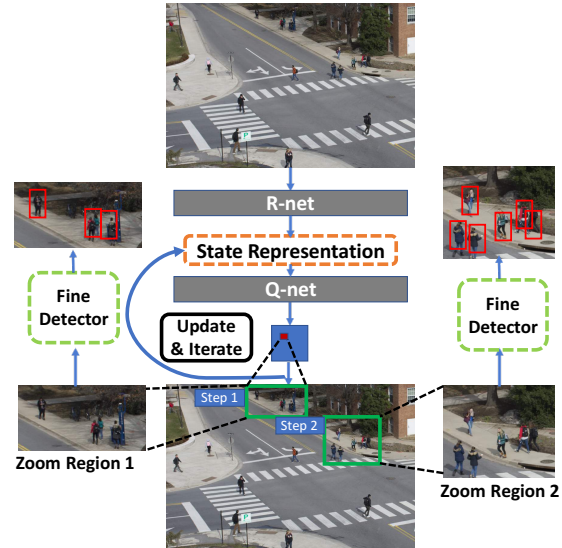 R-net
State Representation
Q-net
Update
& Iterate
Fine
Detector
Fine
Detector
Step 1
Step 2
Zoom Region 1
Zoom Region 2
P